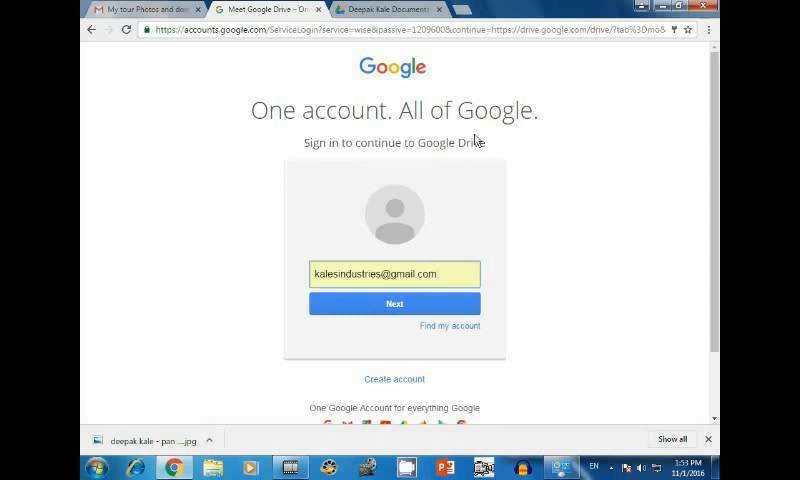 My tour Photos and don
Meet Google Drive – On
Deepak Kale Documents
https://accounts.google.com/ServiceLogin?service=wise&passive=1209600&continue=https://drive.google.com/drive/?tab%3Dmo&
Google
One account. All of Google.
Sign in to continue to Google Drive
kalesindustries@gmail.com
Next
Find my account
Create account
One Google Account for everything Google
deepak kale - pan ....jpg
Show all
EN
1:53 PM
11/1/2016